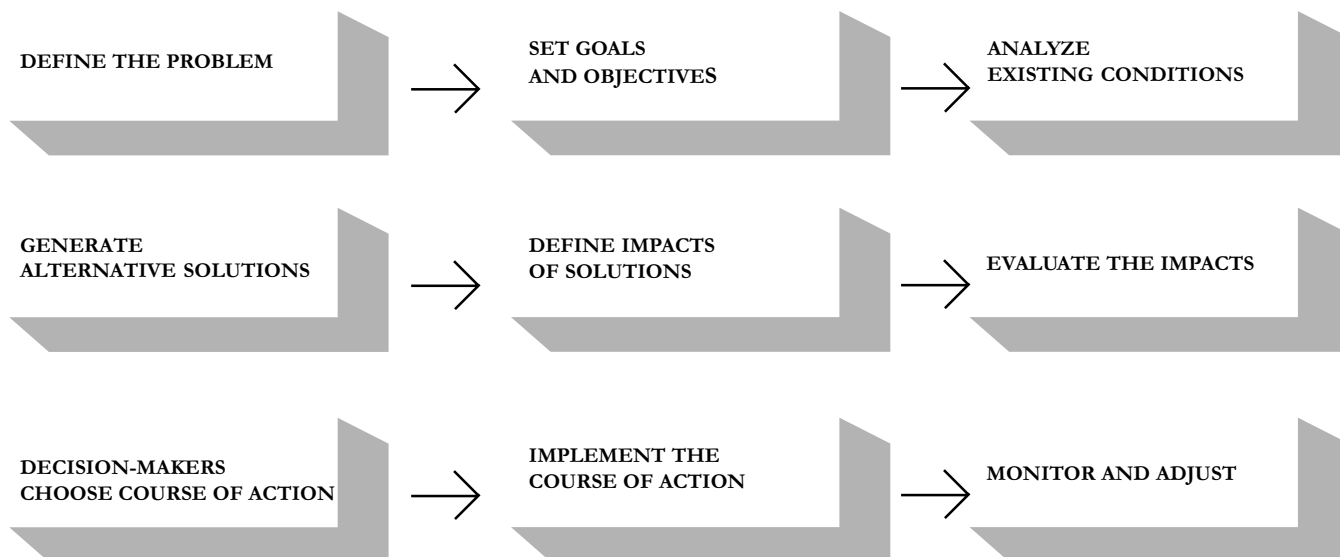 DEFINE THE PROBLEM
SET GOALS
AND OBJECTIVES
ANALYZE
EXISTING CONDITIONS
GENERATE
ALTERNATIVE SOLUTIONS
DEFINE IMPACTS
OF SOLUTIONS
EVALUATE THE IMPACTS
DECISION-MAKERS
CHOOSE COURSE OF ACTION
IMPLEMENT THE
COURSE OF ACTION
MONITOR AND ADJUST